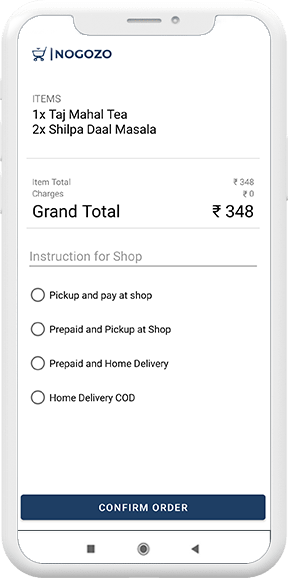 |NOGOZO
ITEMS
1x Taj Mahal Tea
2x Shilpa Daal Masala
Item Total ₹ 348
Charges ₹ 0
Grand Total ₹ 348
Instruction for Shop
Pickup and pay at shop
Prepaid and Pickup at Shop
Prepaid and Home Delivery
Home Delivery COD
CONFIRM ORDER